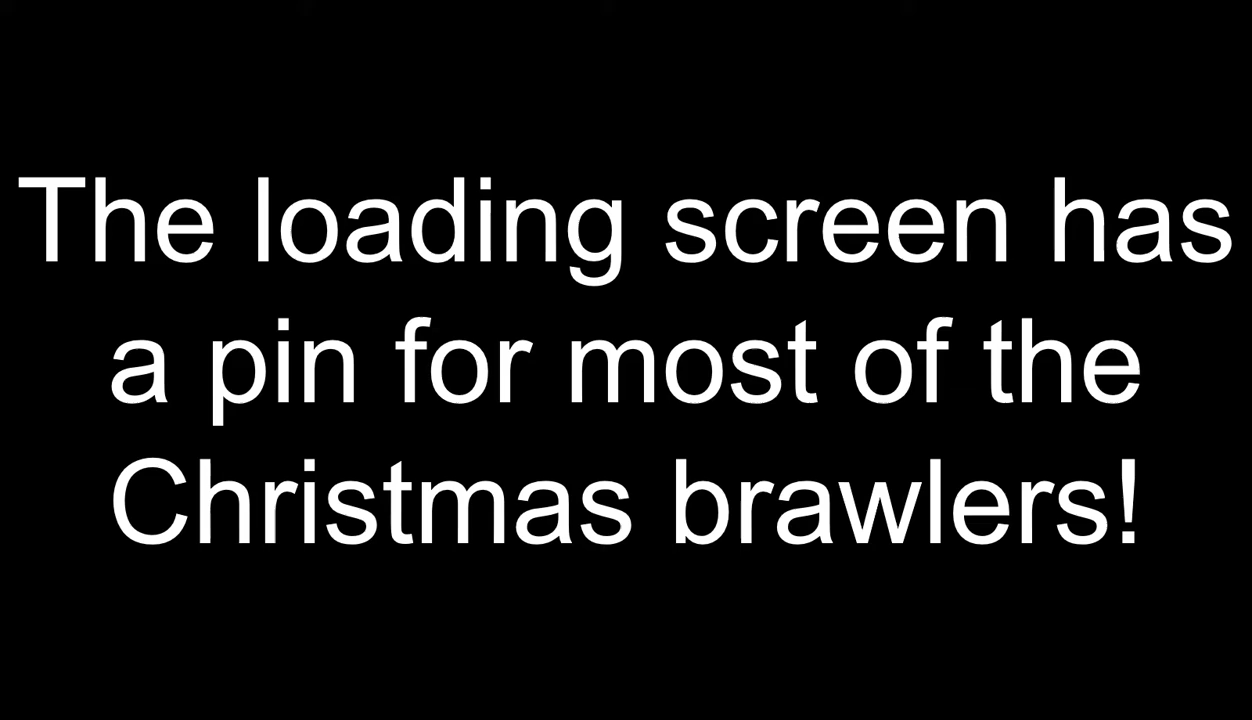 The loading screen has
a pin for most of the
Christmas brawlers!